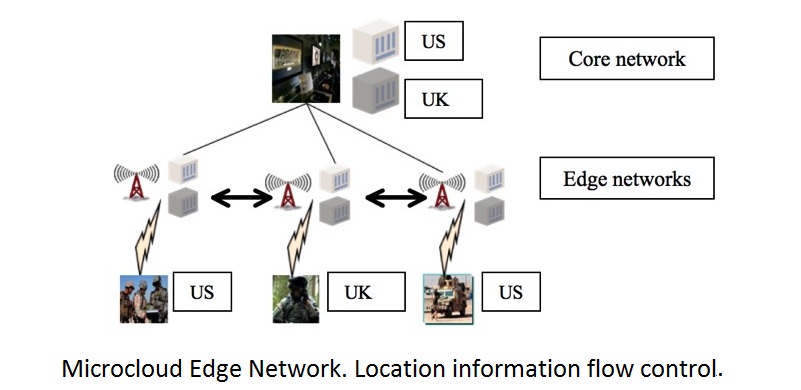 US
Core network
UK
Edge networks
US
UK
US
Microcloud Edge Network. Location information flow control.